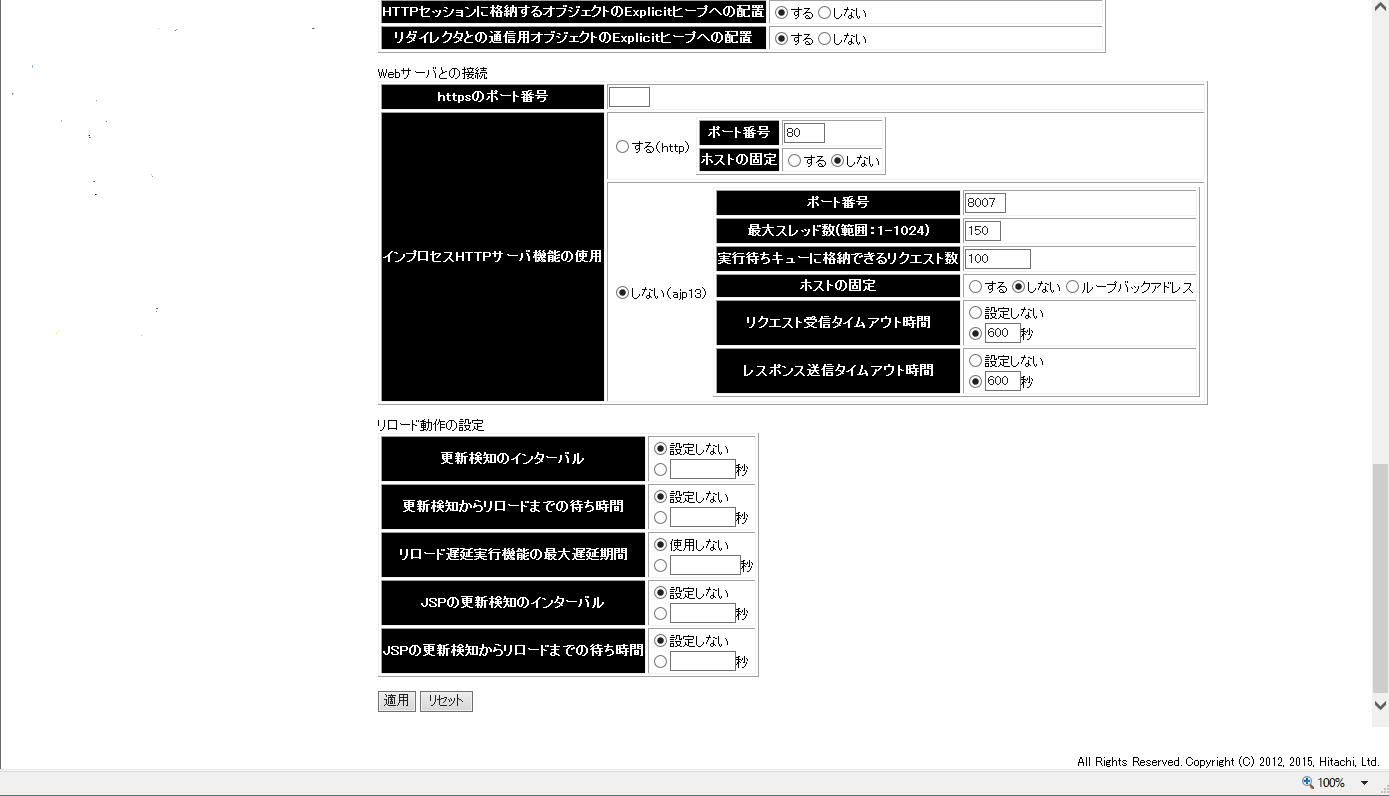 HTTPセッションに格納するオブジェクトのExplicitヒープへの配置 する しない
リダイレクタとの通信用オブジェクトのExplicitヒープへの配置 する しない
Webサーバとの接続
httpsのポート番号
インプロセスHTTPサーバ機能の使用
する(http)
ポート番号 80
ホストの固定 する しない
しない(ajp13)
ポート番号 8007
最大スレッド数(範囲:1-1024) 150
実行待ちキューに格納できるリクエスト数 100
ホストの固定 する しない ループバックアドレス
リクエスト受信タイムアウト時間
設定しない
600 秒
レスポンス送信タイムアウト時間
設定しない
600 秒
リロード動作の設定
更新検知のインターバル
設定しない
秒
更新検知からリロードまでの待ち時間
設定しない
秒
リロード遅延実行機能の最大遅延期間
使用しない
秒
JSPの更新検知のインターバル
設定しない
秒
JSPの更新検知からリロードまでの待ち時間
設定しない
秒
適用 リセット
All Rights Reserved. Copyright (C) 2012, 2015, Hitachi, Ltd.
100%